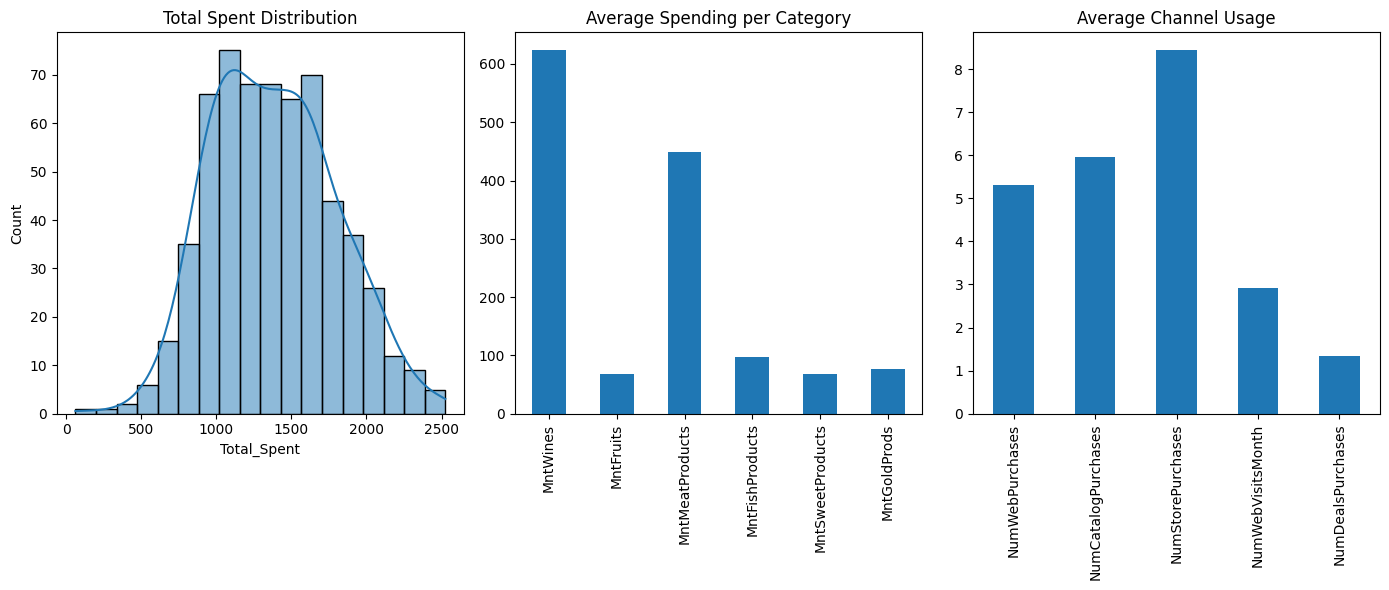 Total Spent Distribution
Count
70
60
50
40
30
20
10
0
0 500 1000 1500 2000 2500
Total_Spent
Average Spending per Category
600
500
400
300
200
100
0
MntWines
MntFruits
MntMeatProducts
MntFishProducts
MntSweetProducts
MntGoldProds
Average Channel Usage
8
7
6
5
4
3
2
1
0
NumWebPurchases
NumCatalogPurchases
NumStorePurchases
NumWebVisitsMonth
NumDealsPurchases